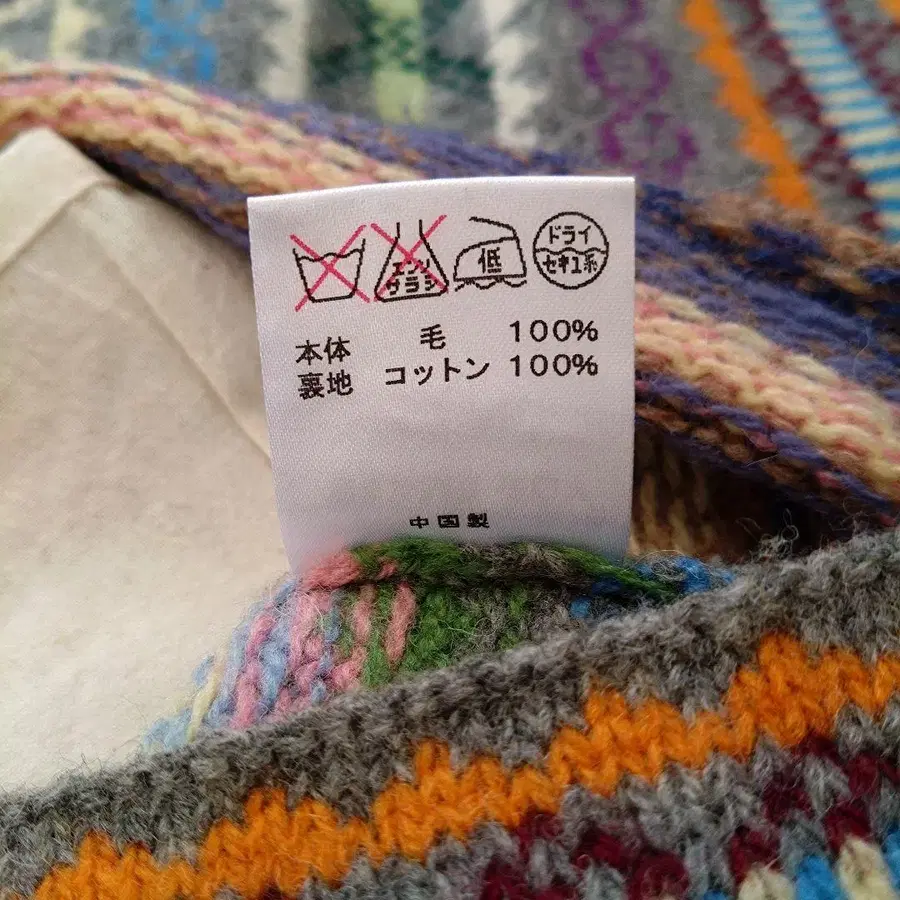 エンソ
サラシ
低
ドライ
セキユ系
本体 毛 100%
裏地 コットン 100%
中国製